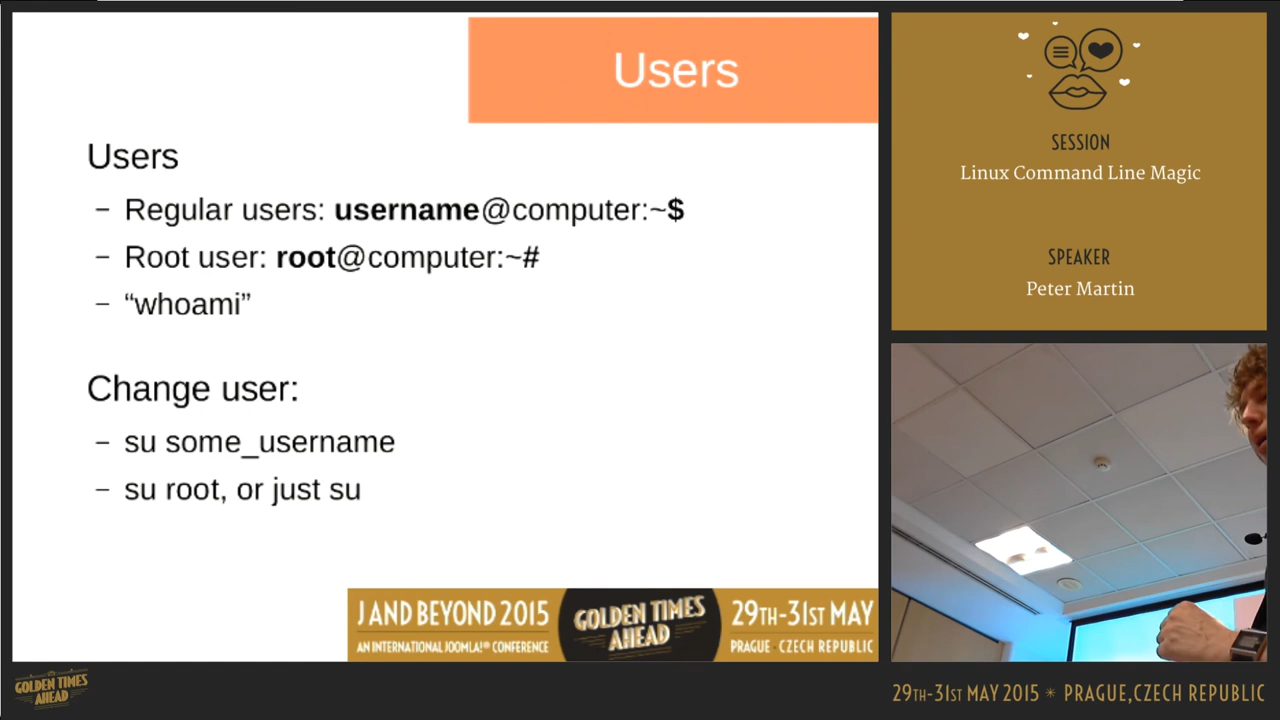 Users
Users
– Regular users: username@computer:~$
– Root user: root@computer:~#
– “whoami”
Change user:
– su some_username
– su root, or just su
J AND BEYOND 2015
AN INTERNATIONAL JOOMLA!® CONFERENCE
GOLDEN TIMES
AHEAD
29TH-31ST MAY
PRAGUE · CZECH REPUBLIC
SESSION
Linux Command Line Magic
SPEAKER
Peter Martin
GOLDEN TIMES
AHEAD
29TH-31ST MAY 2015 * PRAGUE, CZECH REPUBLIC